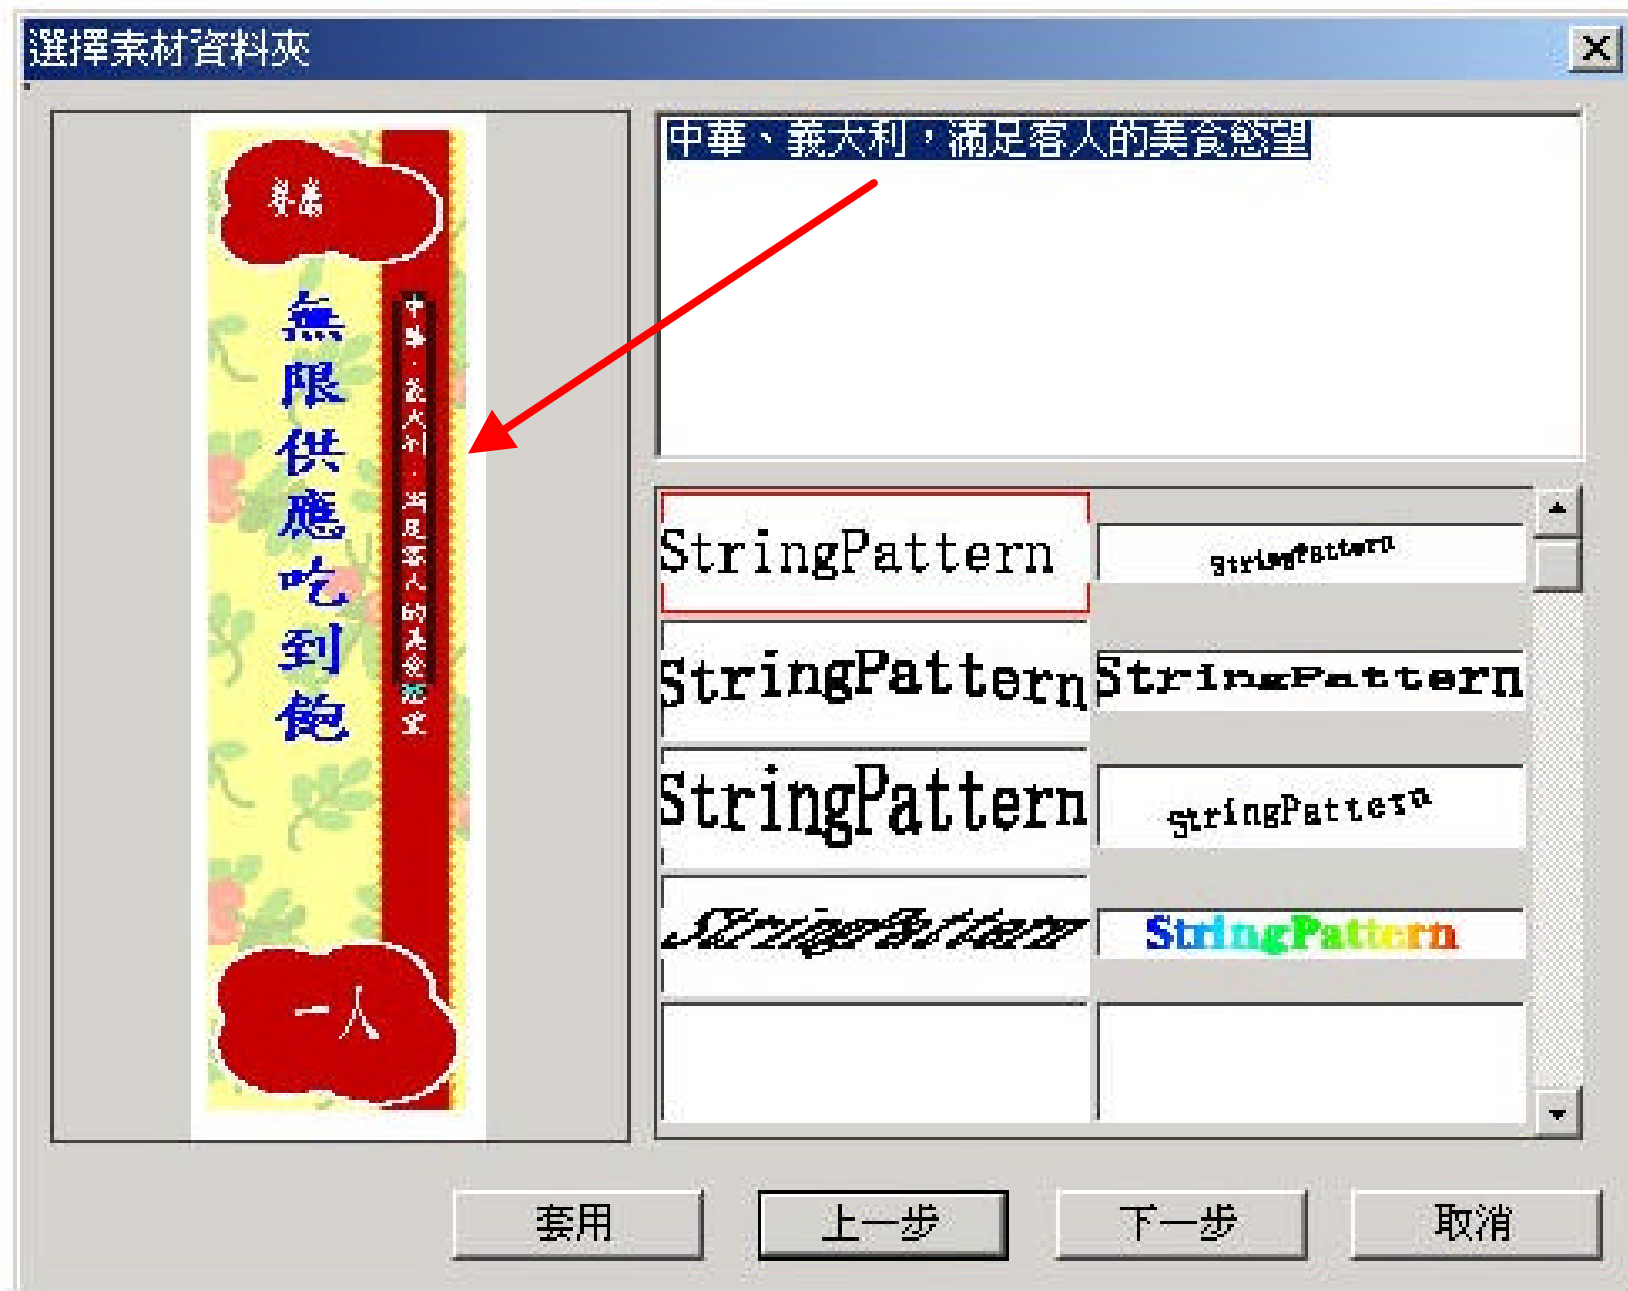 選擇素材資料夾
無限供應吃到飽
中華、義大利，滿足客人的美食慾望
一人
中華、義大利，滿足客人的美食慾望
StringPattern
StringPattern
StringPattern
StringPattern
StringPattern
StringPattern
StringPattern
StringPattern
套用
上一步
下一步
取消